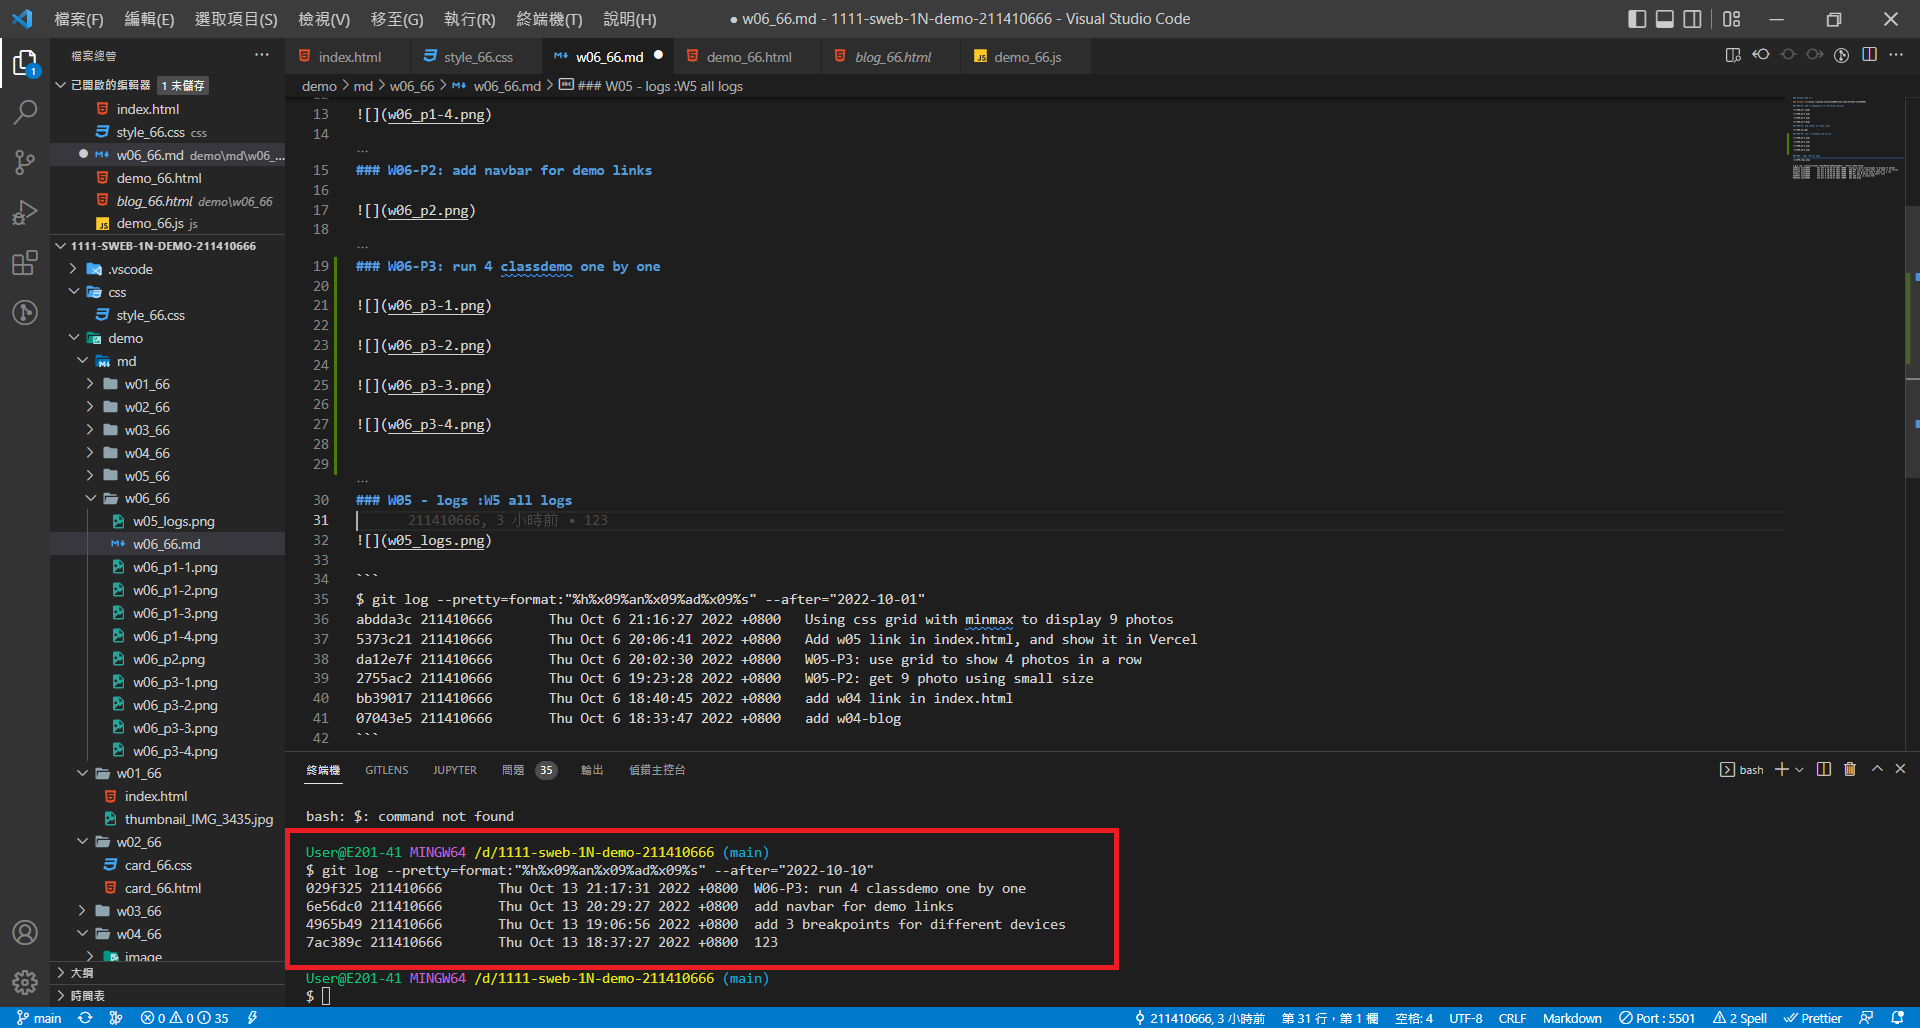 檔案(F) 編輯(E) 選取項目(S) 檢視(V) 移至(G) 執行(R) 終端機(T) 說明(H) ● w06_66.md - 1111-sweb-1N-demo-211410666 - Visual Studio Code
檔案總管 ···
1
已開啟的編輯器 1 未儲存
index.html
style_66.css css
w06_66.md demo\md\w06_...
demo_66.html
blog_66.html demo\w06_66
demo_66.js js
1111-SWEB-1N-DEMO-211410666
.vscode
css
style_66.css
demo
md
w01_66
w02_66
w03_66
w04_66
w05_66
w06_66
w05_logs.png
w06_66.md
w06_p1-1.png
w06_p1-2.png
w06_p1-3.png
w06_p1-4.png
w06_p2.png
w06_p3-1.png
w06_p3-2.png
w06_p3-3.png
w06_p3-4.png
w01_66
index.html
thumbnail_IMG_3435.jpg
w02_66
card_66.css
card_66.html
w03_66
w04_66
image
大綱
時間表
index.html style_66.css w06_66.md demo_66.html blog_66.html demo_66.js
demo > md > w06_66 > w06_66.md > ### W05 - logs :W5 all logs
13 ![](w06_p1-4.png)
14
...
15 ### W06-P2: add navbar for demo links
16
17 ![](w06_p2.png)
18
...
19 ### W06-P3: run 4 classdemo one by one
20
21 ![](w06_p3-1.png)
22
23 ![](w06_p3-2.png)
24
25 ![](w06_p3-3.png)
26
27 ![](w06_p3-4.png)
28
29
...
30 ### W05 - logs :W5 all logs
31 211410666, 3 小時前 • 123
32 ![](w05_logs.png)
33
34 ```
35 $ git log --pretty=format:"%h%x09%an%x09%ad%x09%s" --after="2022-10-01"
36 abdda3c 211410666 Thu Oct 6 21:16:27 2022 +0800 Using css grid with minmax to display 9 photos
37 5373c21 211410666 Thu Oct 6 20:06:41 2022 +0800 Add w05 link in index.html, and show it in Vercel
38 da12e7f 211410666 Thu Oct 6 20:02:30 2022 +0800 W05-P3: use grid to show 4 photos in a row
39 2755ac2 211410666 Thu Oct 6 19:23:28 2022 +0800 W05-P2: get 9 photo using small size
40 bb39017 211410666 Thu Oct 6 18:40:45 2022 +0800 add w04 link in index.html
41 07043e5 211410666 Thu Oct 6 18:33:47 2022 +0800 add w04-blog
42 ```
終端機 GITLENS JUPYTER 問題 35 輸出 偵錯主控台 bash
bash: $: command not found
User@E201-41 MINGW64 /d/1111-sweb-1N-demo-211410666 (main)
$ git log --pretty=format:"%h%x09%an%x09%ad%x09%s" --after="2022-10-10"
029f325 211410666 Thu Oct 13 21:17:31 2022 +0800 W06-P3: run 4 classdemo one by one
6e56dc0 211410666 Thu Oct 13 20:29:27 2022 +0800 add navbar for demo links
4965b49 211410666 Thu Oct 13 19:06:56 2022 +0800 add 3 breakpoints for different devices
7ac389c 211410666 Thu Oct 13 18:37:27 2022 +0800 123
User@E201-41 MINGW64 /d/1111-sweb-1N-demo-211410666 (main)
$
main 0 0 35 211410666, 3 小時前 第 31 行，第 1 欄 空格: 4 UTF-8 CRLF Markdown Port : 5501 2 Spell Prettier